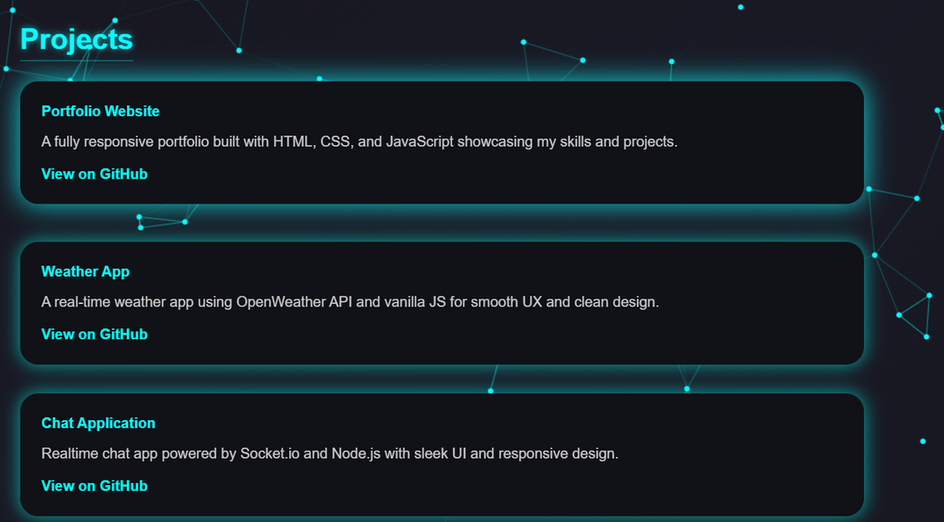 Projects
Portfolio Website
A fully responsive portfolio built with HTML, CSS, and JavaScript showcasing my skills and projects.
View on GitHub
Weather App
A real-time weather app using OpenWeather API and vanilla JS for smooth UX and clean design.
View on GitHub
Chat Application
Realtime chat app powered by Socket.io and Node.js with sleek UI and responsive design.
View on GitHub